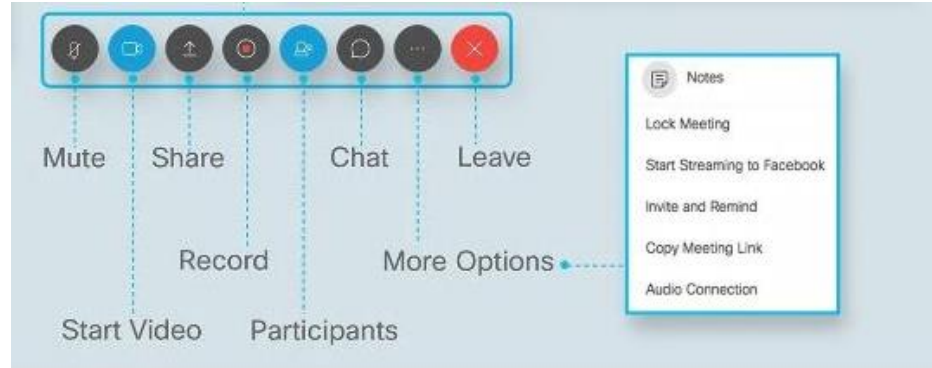 Notes
Lock Meeting
Start Streaming to Facebook
Invite and Remind
Copy Meeting Link
Audio Connection
Mute Share Chat Leave
Record More Options
Start Video Participants